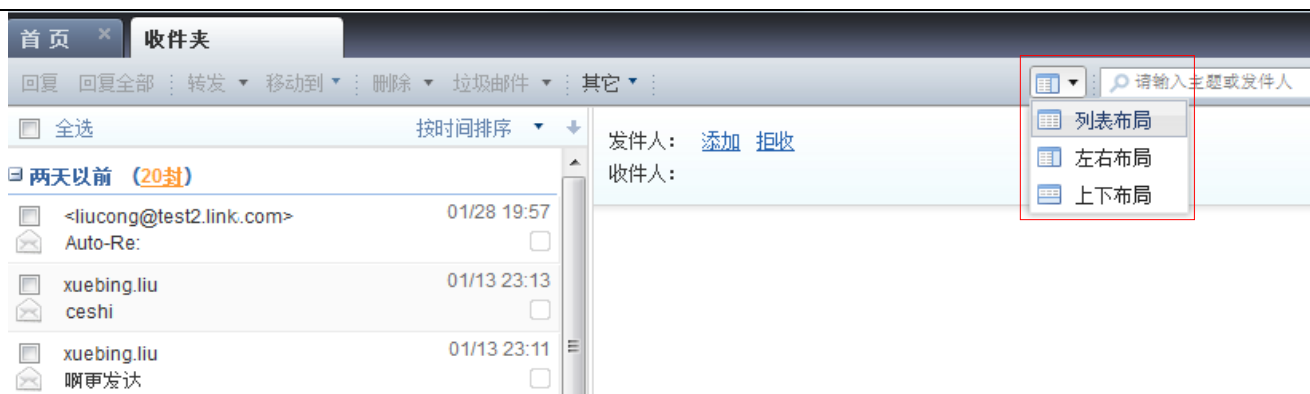 首 页 × 收件夹
回复 回复全部 转发 移动到 删除 垃圾邮件 其它 请输入主题或发件人
全选 按时间排序
列表布局
左右布局
上下布局
发件人： 添加 拒收
收件人：
两天以前 （20封）
<liucong@test2.link.com> 01/28 19:57
Auto-Re:
xuebing.liu 01/13 23:13
ceshi
xuebing.liu 01/13 23:11
啊更发达